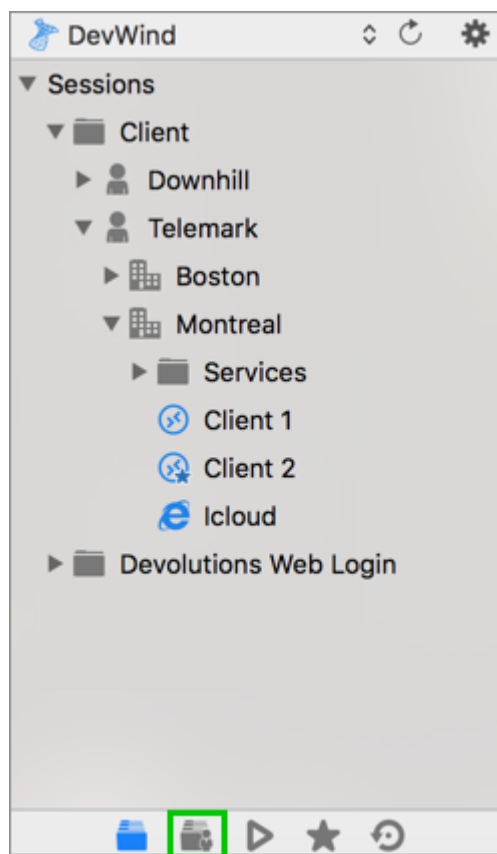 DevWind
Sessions
Client
Downhill
Telemark
Boston
Montreal
Services
Client 1
Client 2
Icloud
Devolutions Web Login